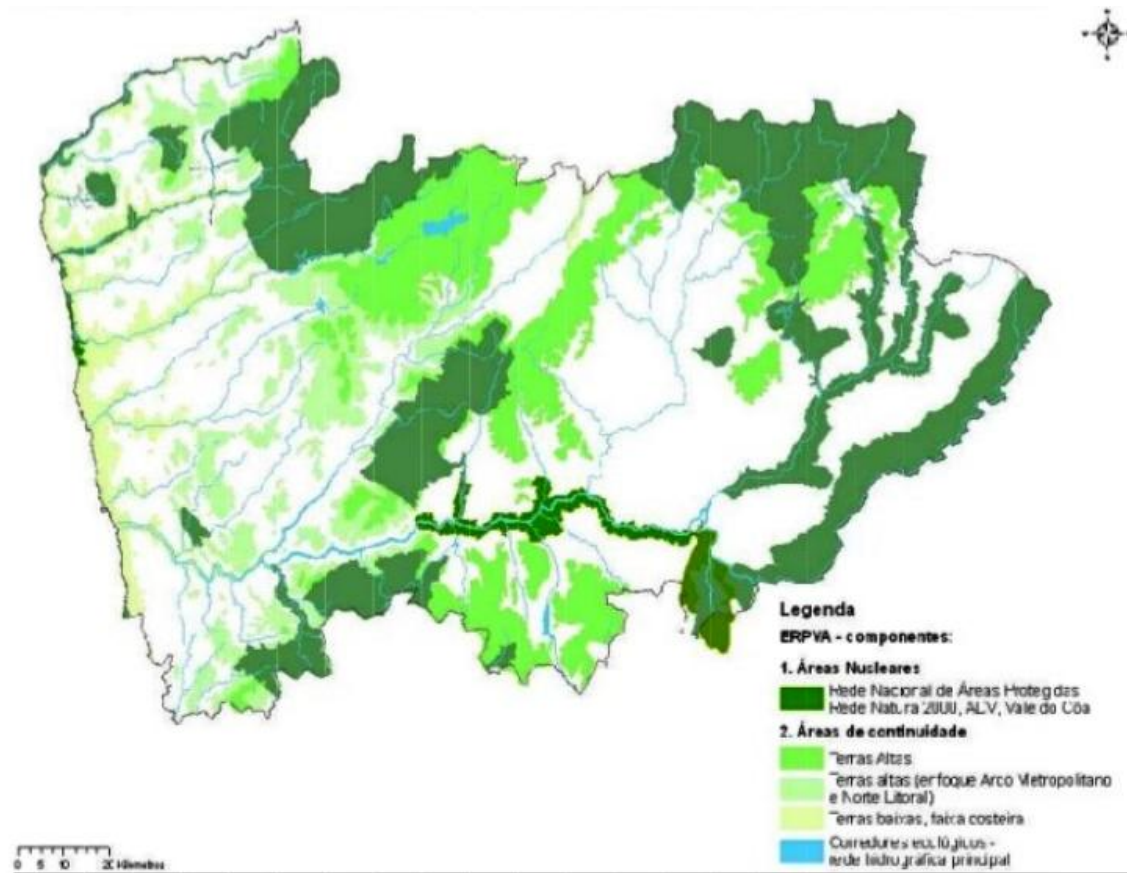 Legenda
ERPVA - componentes:
1. Áreas Nucleares
Rede Nacional de Áreas Protegidas
Rede Natura 2000, ADV, Vale do Côa
2. Áreas de continuidade
Terras Altas
Terras altas (enfoque Arco Metropolitano
e Norte Litoral)
Terras baixas, faixa costeira
Corredores ecológicos -
rede hidrográfica principal
0 5 10 20 Kilometros